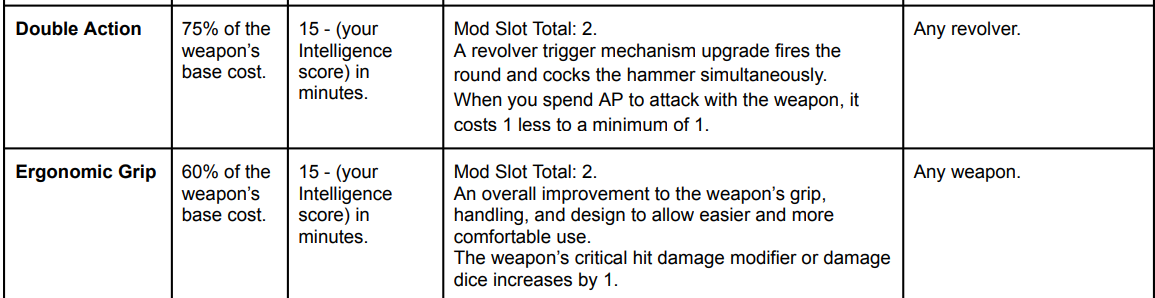 Double Action
75% of the
weapon’s
base cost.
15 - (your
Intelligence
score) in
minutes.
Mod Slot Total: 2.
A revolver trigger mechanism upgrade fires the
round and cocks the hammer simultaneously.
When you spend AP to attack with the weapon, it
costs 1 less to a minimum of 1.
Any revolver.
Ergonomic Grip
60% of the
weapon’s
base cost.
15 - (your
Intelligence
score) in
minutes.
Mod Slot Total: 2.
An overall improvement to the weapon’s grip,
handling, and design to allow easier and more
comfortable use.
The weapon’s critical hit damage modifier or damage
dice increases by 1.
Any weapon.